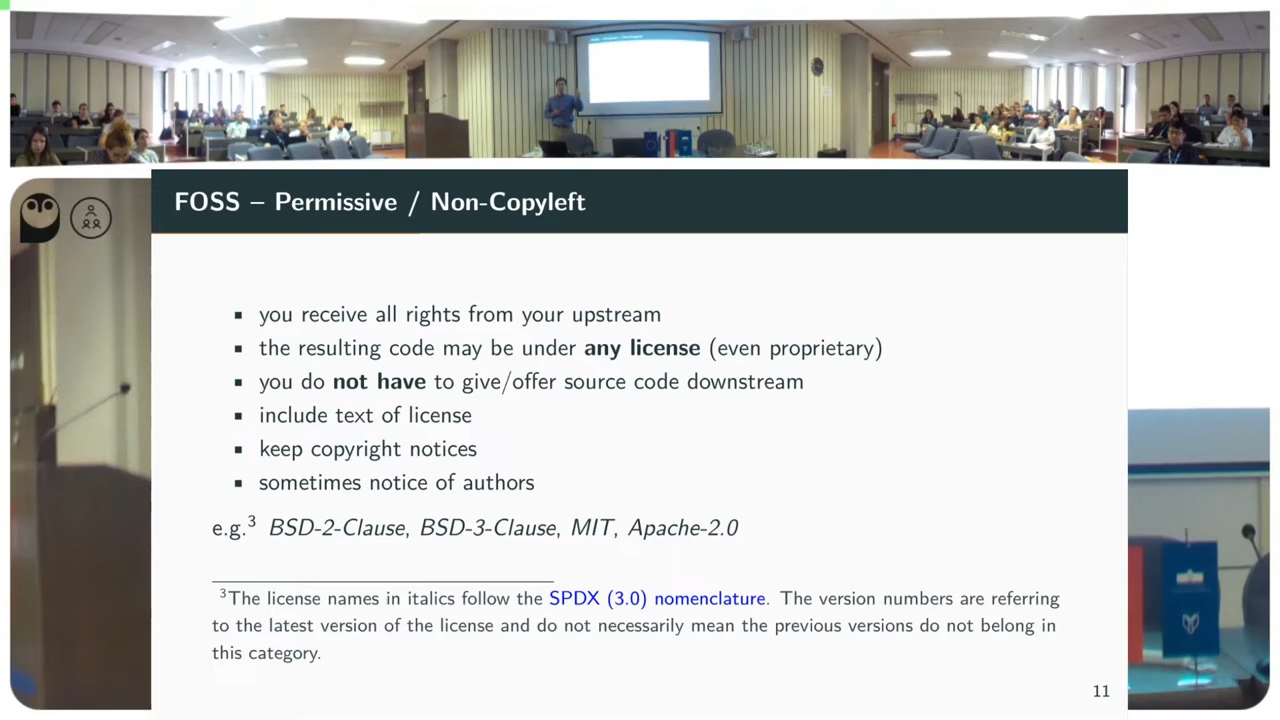 FOSS – Permissive / Non-Copyleft
▪ you receive all rights from your upstream
▪ the resulting code may be under any license (even proprietary)
▪ you do not have to give/offer source code downstream
▪ include text of license
▪ keep copyright notices
▪ sometimes notice of authors
e.g.³ BSD-2-Clause, BSD-3-Clause, MIT, Apache-2.0
³The license names in italics follow the SPDX (3.0) nomenclature. The version numbers are referring
to the latest version of the license and do not necessarily mean the previous versions do not belong in
this category.
11